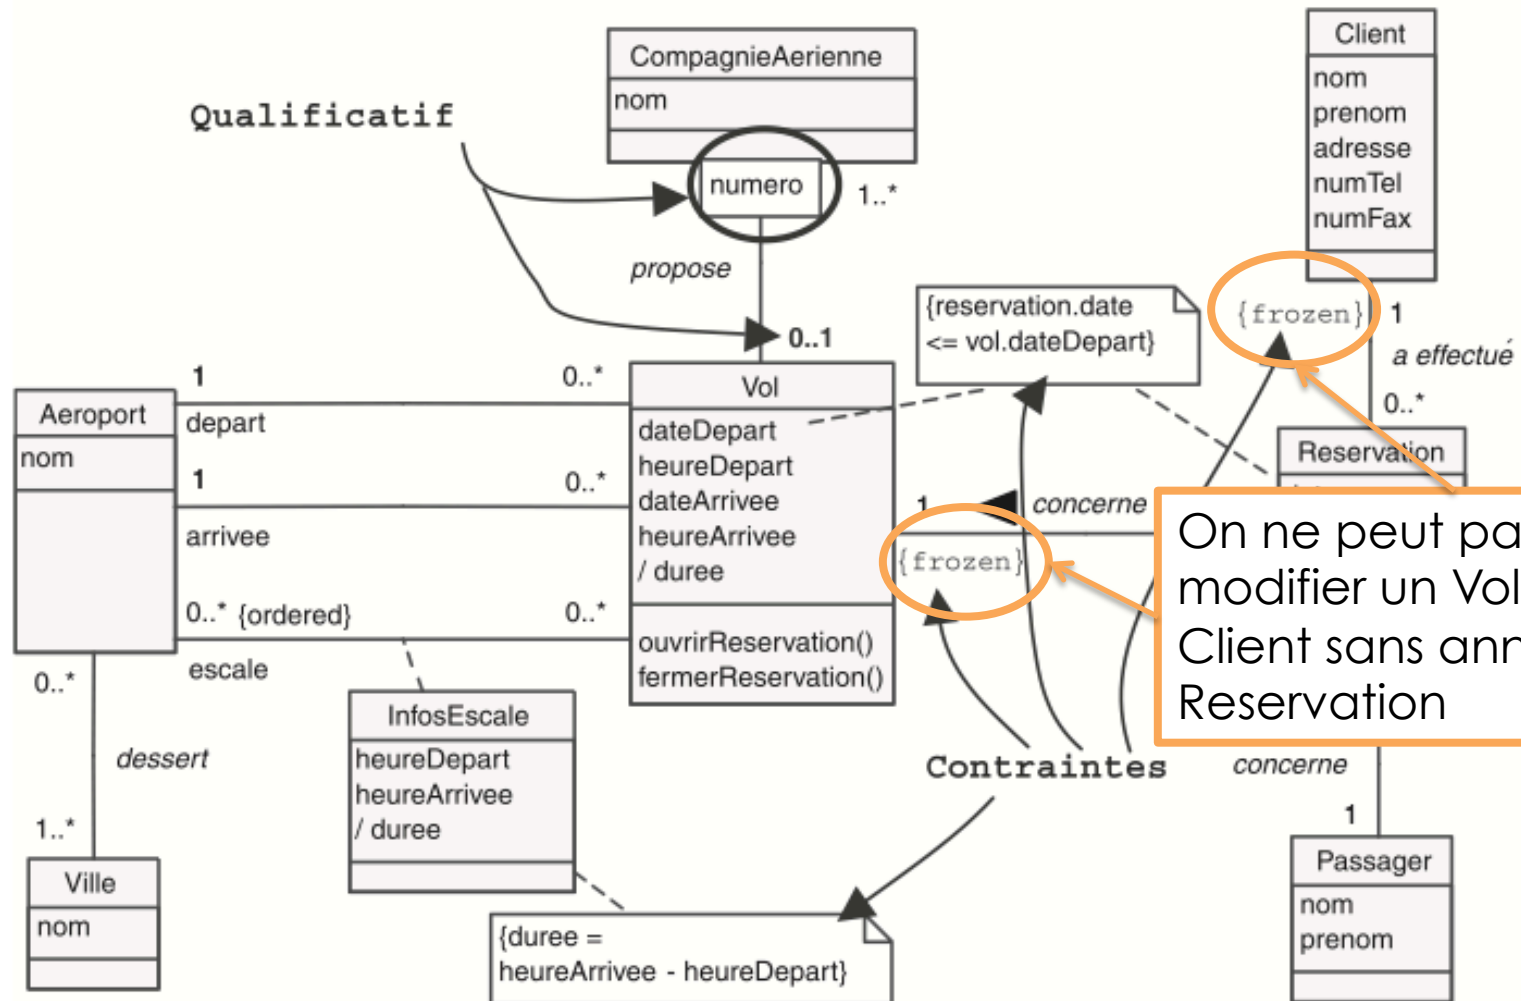 CompagnieAerienne
nom
Qualificatif
numero
1..*
propose
0..1
Client
nom
prenom
adresse
numTel
numFax
{frozen}
1
a effectué
0..*
{reservation.date
<= vol.dateDepart}
Reservation
Aeroport
nom
1
0..*
depart
1
0..*
arrivee
0..* {ordered}
0..*
escale
Vol
dateDepart
heureDepart
dateArrivee
heureArrivee
/ duree
ouvrirReservation()
fermerReservation()
1
concerne
{frozen}
On ne peut pa
modifier un Vol
Client sans ann
Reservation
0..*
dessert
1..*
InfosEscale
heureDepart
heureArrivee
/ duree
Contraintes
concerne
1
Ville
nom
{duree =
heureArrivee - heureDepart}
Passager
nom
prenom